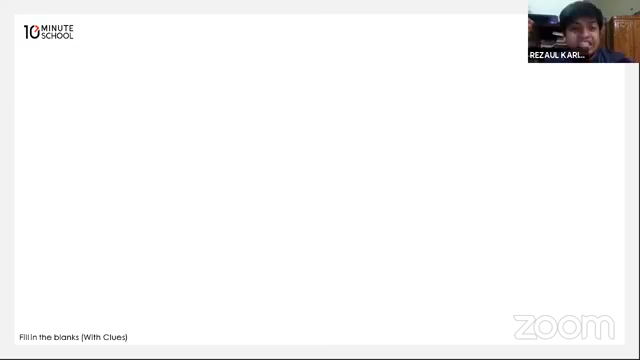 10 MINUTE
SCHOOL
REZAUL KARI...
Fill in the blanks (With Clues)
zoom